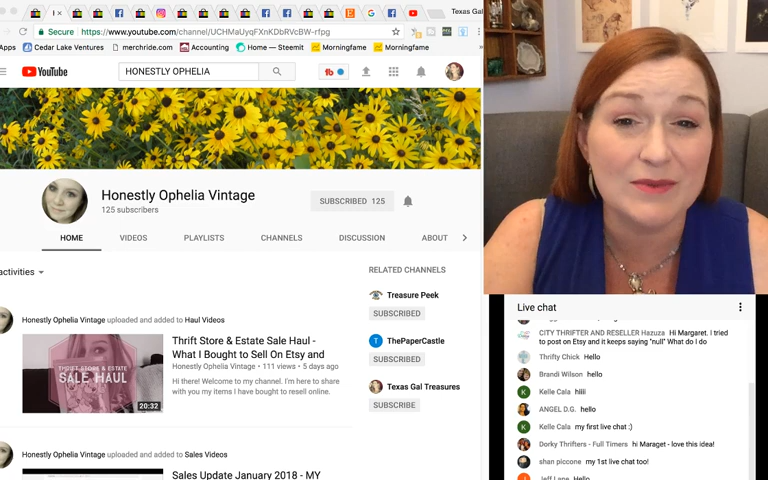 Texas Gal
Secure
https://www.youtube.com/channel/UCHMaUyqFXnKDbRVcBW-rfpg
Apps
Cedar Lake Ventures
merchride.com
Accounting
Home — Steemit
Morningfame
Morningfame
YouTube
HONESTLY OPHELIA
Honestly Ophelia Vintage
125 subscribers
SUBSCRIBED 125
HOME
VIDEOS
PLAYLISTS
CHANNELS
DISCUSSION
ABOUT
activities
RELATED CHANNELS
Treasure Peek
SUBSCRIBED
ThePaperCastle
SUBSCRIBED
Texas Gal Treasures
SUBSCRIBE
Honestly Ophelia Vintage uploaded and added to Haul Videos
THRIFT STORE & ESTATE
SALE HAUL
20:32
Thrift Store & Estate Sale Haul -
What I Bought to Sell On Etsy and
Honestly Ophelia Vintage • 111 views • 5 days ago
Hi there! Welcome to my channel. I'm here to
share with you my items I have bought to resell online.
Honestly Ophelia Vintage uploaded and added to Sales Videos
Sales Update January 2018 - MY
Live chat
CITY THRIFTER AND RESELLER Hazuza Hi Margaret. I tried
to post on Etsy and it keeps saying "null" What do I do
Thrifty Chick Hello
Brandi Wilson hello
Kelle Cala hiiii
ANGEL D.G. hello
Kelle Cala my first live chat :)
Dorky Thrifters - Full Timers hi Maraget - love this idea!
shan piccone my 1st live chat too!
Jeff Lane Hello